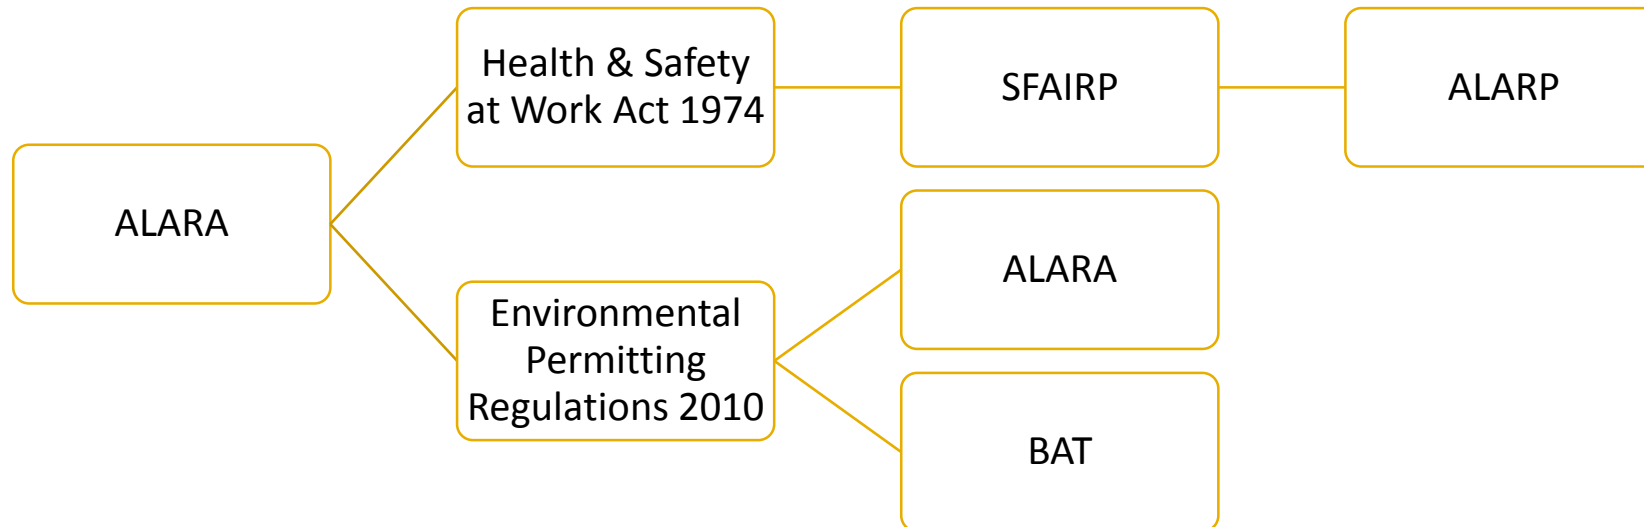 ALARA
Health & Safety
at Work Act 1974
SFAIRP
ALARP
Environmental
Permitting
Regulations 2010
ALARA
BAT